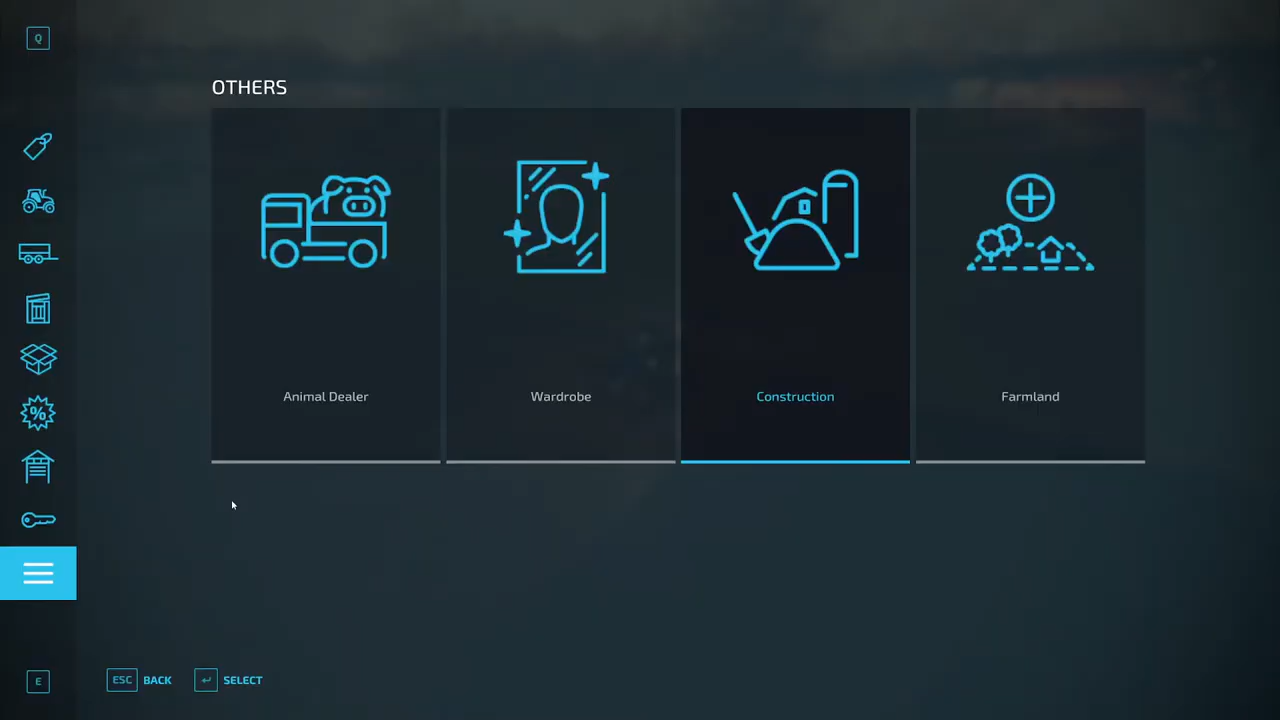 Q
OTHERS
Animal Dealer
Wardrobe
Construction
Farmland
%
E
ESC BACK
SELECT